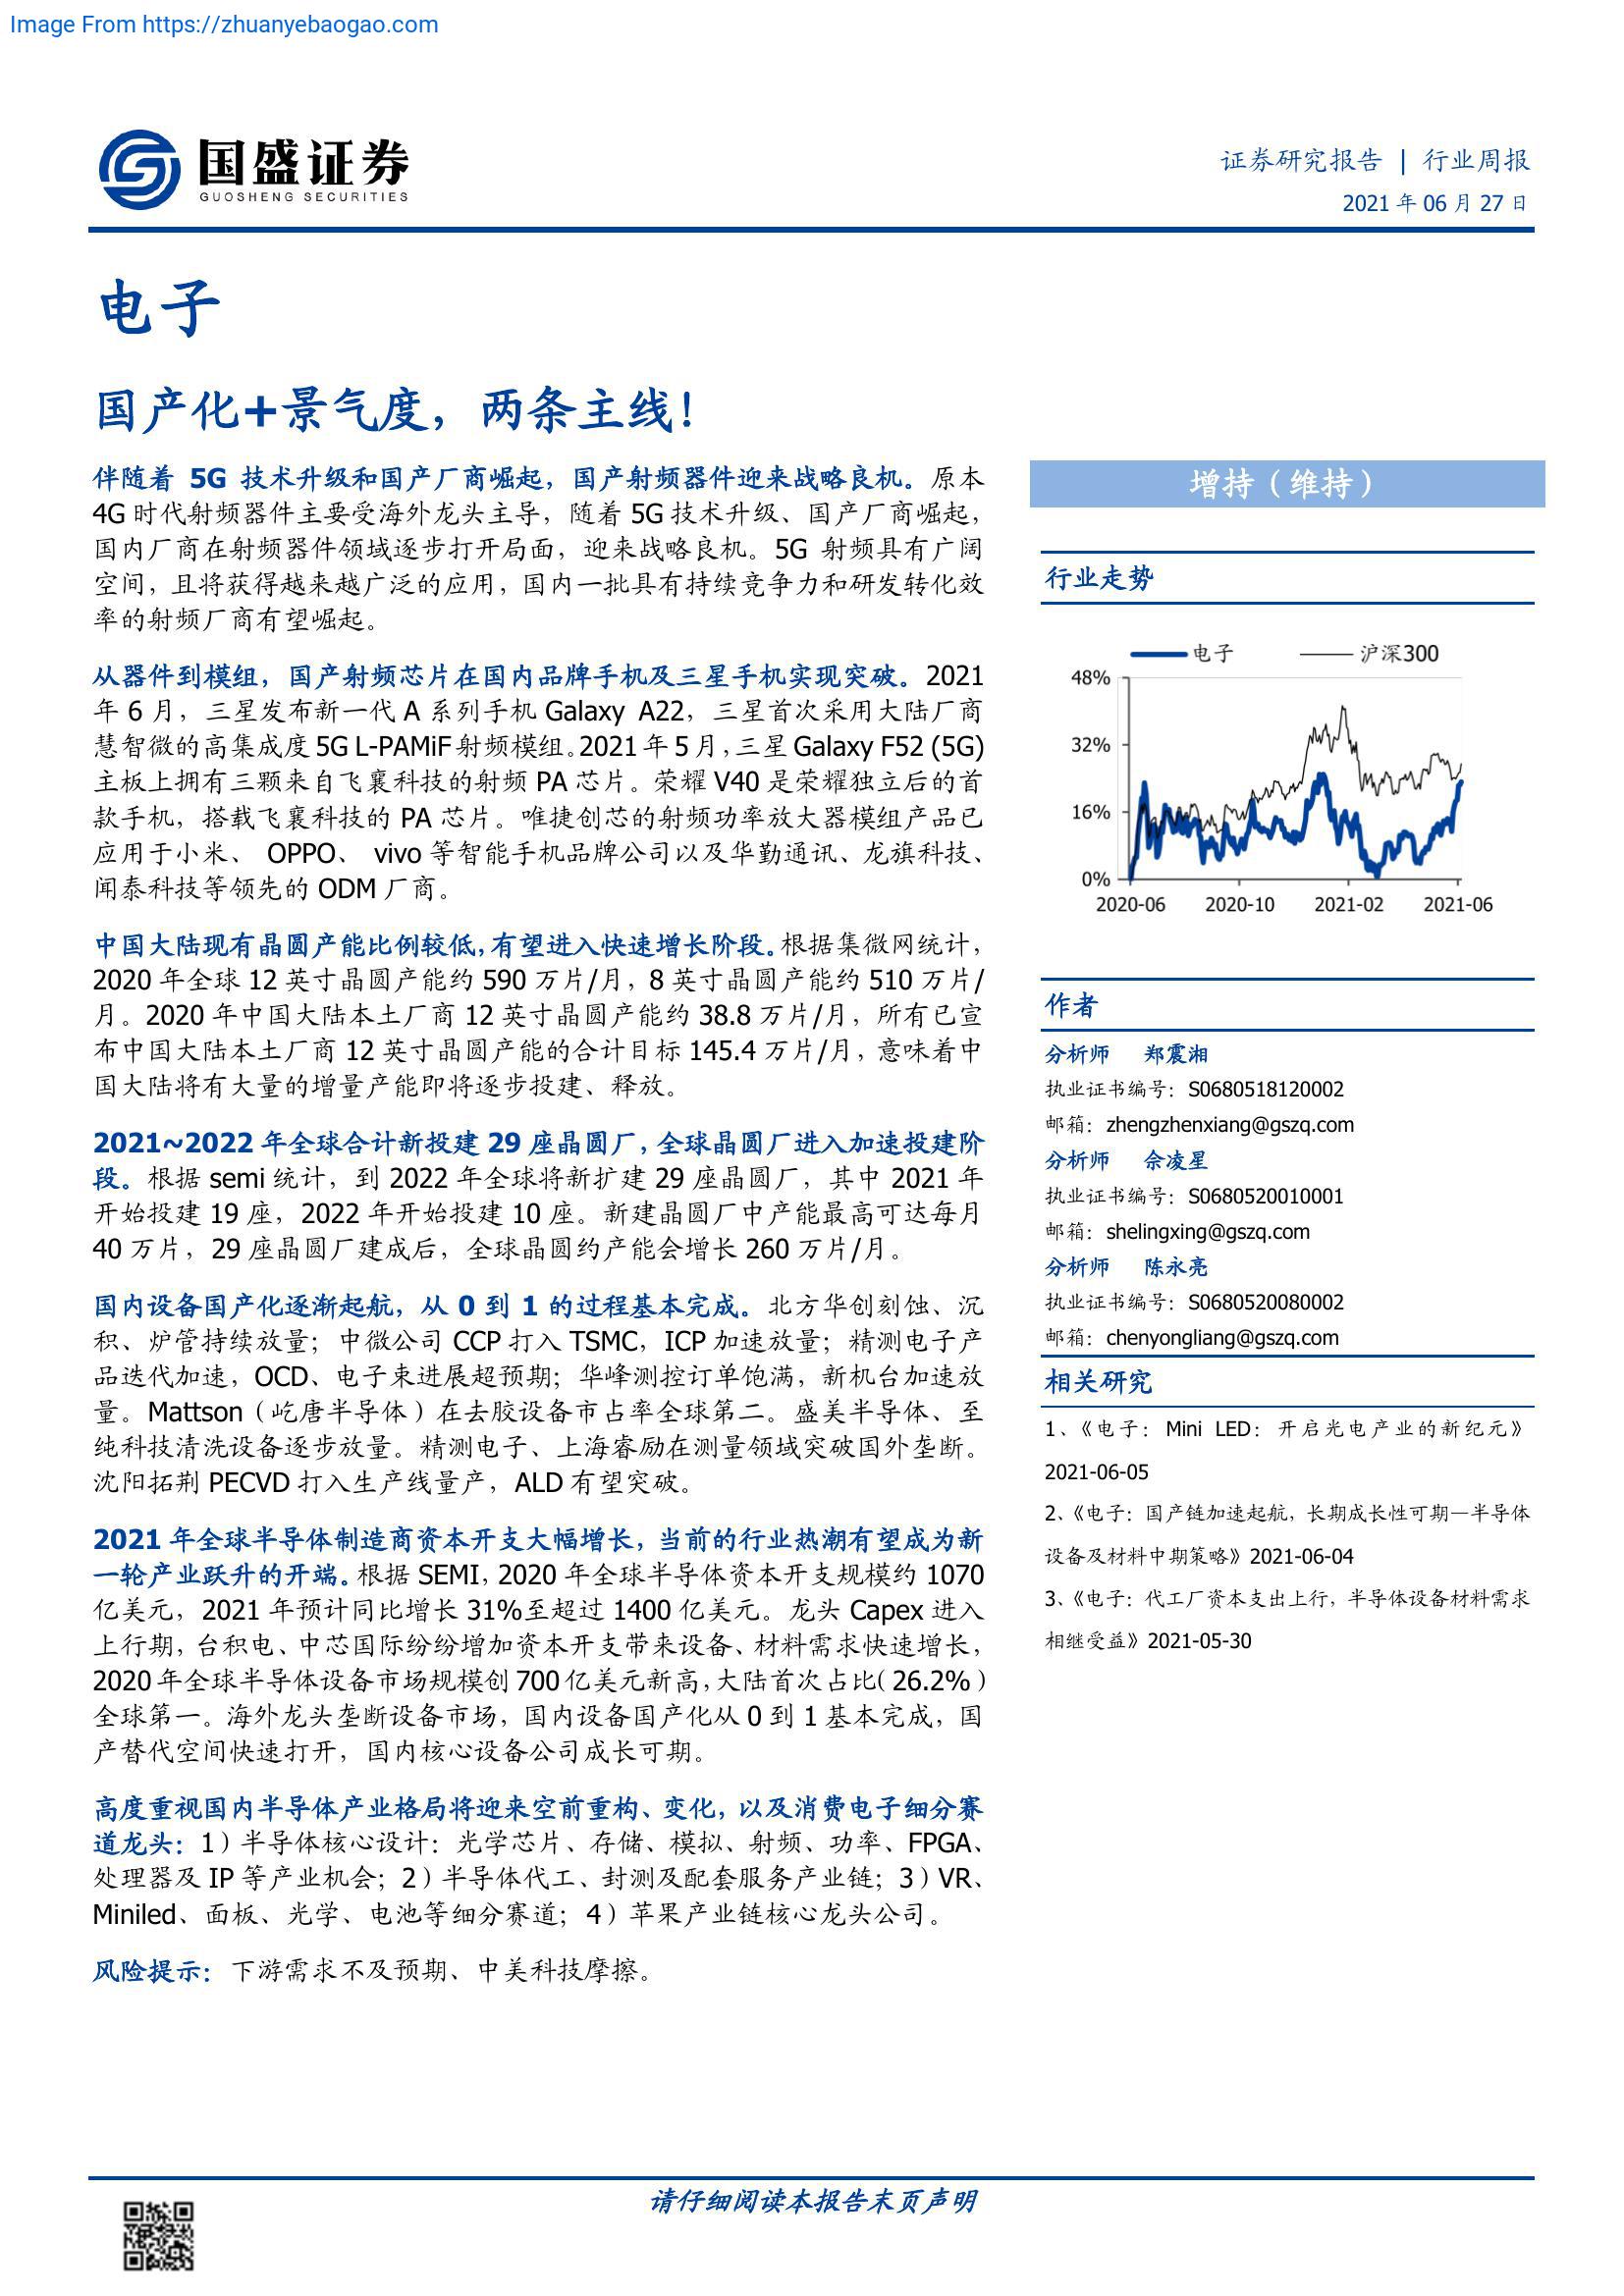 Image From https://zhuanyebaogao.com
国盛证券
GUOSHENG SECURITIES
证券研究报告 | 行业周报
2021 年 06 月 27 日
电子
国产化+景气度，两条主线！
伴随着 5G 技术升级和国产厂商崛起，国产射频器件迎来战略良机。原本
4G 时代射频器件主要受海外龙头主导，随着 5G 技术升级、国产厂商崛起，
国内厂商在射频器件领域逐步打开局面，迎来战略良机。5G 射频具有广阔
空间，且将获得越来越广泛的应用，国内一批具有持续竞争力和研发转化效
率的射频厂商有望崛起。
从器件到模组，国产射频芯片在国内品牌手机及三星手机实现突破。2021
年 6 月，三星发布新一代 A 系列手机 Galaxy A22，三星首次采用大陆厂商
慧智微的高集成度 5G L-PAMiF 射频模组。2021 年 5 月，三星 Galaxy F52 (5G)
主板上拥有三颗来自飞襄科技的射频 PA 芯片。荣耀 V40 是荣耀独立后的首
款手机，搭载飞襄科技的 PA 芯片。唯捷创芯的射频功率放大器模组产品已
应用于小米、 OPPO、 vivo 等智能手机品牌公司以及华勤通讯、龙旗科技、
闻泰科技等领先的 ODM 厂商。
中国大陆现有晶圆产能比例较低，有望进入快速增长阶段。根据集微网统计，
2020 年全球 12 英寸晶圆产能约 590 万片/月，8 英寸晶圆产能约 510 万片/
月。2020 年中国大陆本土厂商 12 英寸晶圆产能约 38.8 万片/月，所有已宣
布中国大陆本土厂商 12 英寸晶圆产能的合计目标 145.4 万片/月，意味着中
国大陆将有大量的增量产能即将逐步投建、释放。
2021~2022 年全球合计新投建 29 座晶圆厂，全球晶圆厂进入加速投建阶
段。根据 semi 统计，到 2022 年全球将新扩建 29 座晶圆厂，其中 2021 年
开始投建 19 座，2022 年开始投建 10 座。新建晶圆厂中产能最高可达每月
40 万片，29 座晶圆厂建成后，全球晶圆约产能会增长 260 万片/月。
国内设备国产化逐渐起航，从 0 到 1 的过程基本完成。北方华创刻蚀、沉
积、炉管持续放量；中微公司 CCP 打入 TSMC，ICP 加速放量；精测电子产
品迭代加速，OCD、电子束进展超预期；华峰测控订单饱满，新机台加速放
量。Mattson（屹唐半导体）在去胶设备市占率全球第二。盛美半导体、至
纯科技清洗设备逐步放量。精测电子、上海睿励在测量领域突破国外垄断。
沈阳拓荆 PECVD 打入生产线量产，ALD 有望突破。
2021 年全球半导体制造商资本开支大幅增长，当前的行业热潮有望成为新
一轮产业跃升的开端。根据 SEMI，2020 年全球半导体资本开支规模约 1070
亿美元，2021 年预计同比增长 31%至超过 1400 亿美元。龙头 Capex 进入
上行期，台积电、中芯国际纷纷增加资本开支带来设备、材料需求快速增长，
2020 年全球半导体设备市场规模创 700 亿美元新高，大陆首次占比（26.2%）
全球第一。海外龙头垄断设备市场，国内设备国产化从 0 到 1 基本完成，国
产替代空间快速打开，国内核心设备公司成长可期。
高度重视国内半导体产业格局将迎来空前重构、变化，以及消费电子细分赛
道龙头：1）半导体核心设计：光学芯片、存储、模拟、射频、功率、FPGA、
处理器及 IP 等产业机会；2）半导体代工、封测及配套服务产业链；3）VR、
Miniled、面板、光学、电池等细分赛道；4）苹果产业链核心龙头公司。
风险提示：下游需求不及预期、中美科技摩擦。
增持（维持）
行业走势
电子 沪深300
48%
32%
16%
0%
2020-06 2020-10 2021-02 2021-06
作者
分析师 郑震湘
执业证书编号：S0680518120002
邮箱：zhengzhenxiang@gszq.com
分析师 佘凌星
执业证书编号：S0680520010001
邮箱：shelingxing@gszq.com
分析师 陈永亮
执业证书编号：S0680520080002
邮箱：chenyongliang@gszq.com
相关研究
1、《电子： Mini LED：开启光电产业的新纪元》
2021-06-05
2、《电子：国产链加速起航，长期成长性可期—半导体
设备及材料中期策略》2021-06-04
3、《电子：代工厂资本支出上行，半导体设备材料需求
相继受益》2021-05-30
请仔细阅读本报告末页声明